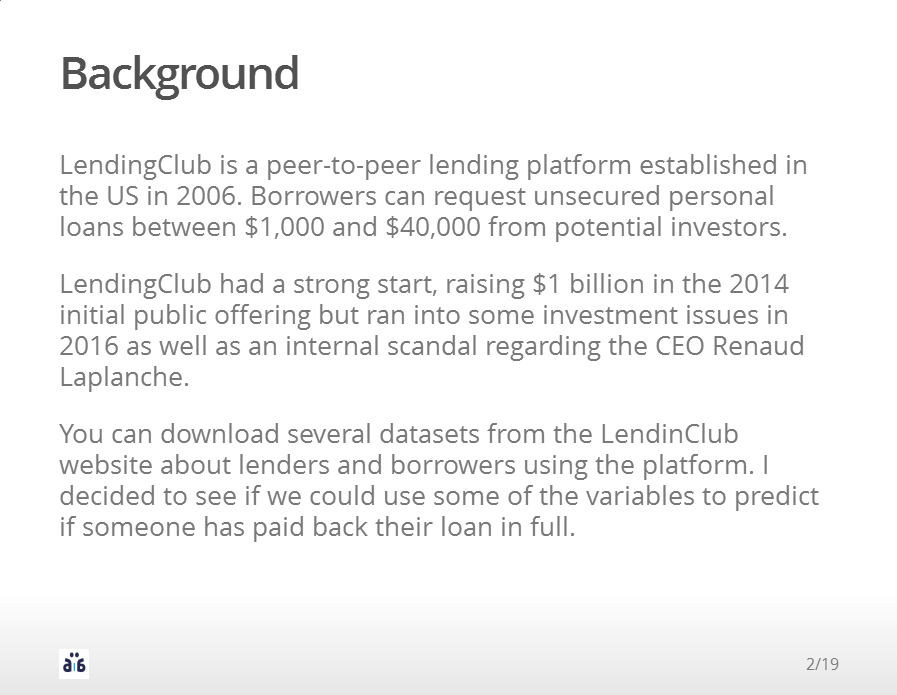 Background
LendingClub is a peer-to-peer lending platform established in
the US in 2006. Borrowers can request unsecured personal
loans between $1,000 and $40,000 from potential investors.
LendingClub had a strong start, raising $1 billion in the 2014
initial public offering but ran into some investment issues in
2016 as well as an internal scandal regarding the CEO Renaud
Laplanche.
You can download several datasets from the LendinClub
website about lenders and borrowers using the platform. I
decided to see if we could use some of the variables to predict
if someone has paid back their loan in full.
2/19